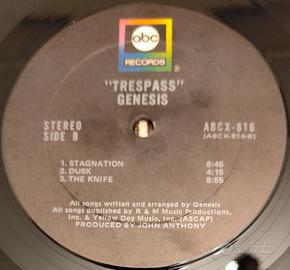 abc
RECORDS
®
"TRESPASS"
GENESIS
STEREO
SIDE B
ABCX-816
(ABCX-816-B)
1. STAGNATION 8:45
2. DUSK 4:15
3. THE KNIFE 8:55
All songs written and arranged by Genesis
All songs published by R & M Music Productions,
Inc. & Yellow Dog Music, Inc. (ASCAP)
PRODUCED BY JOHN ANTHONY
subito